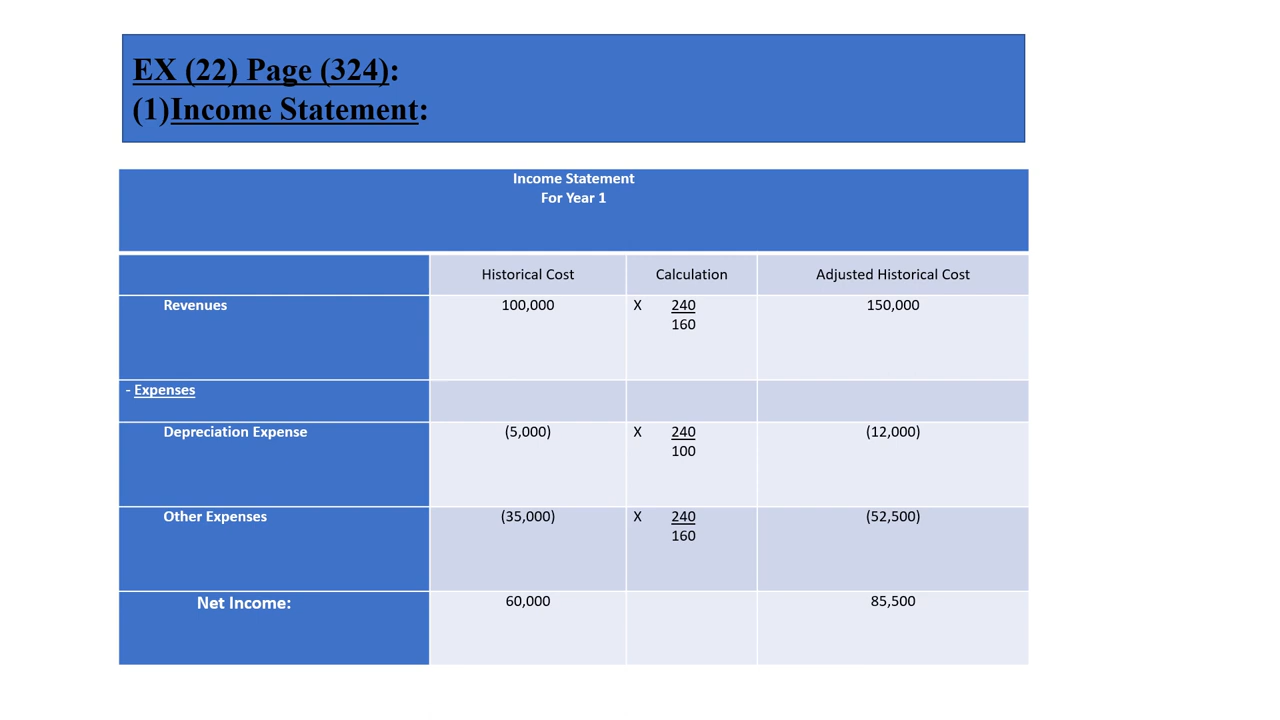 EX (22) Page (324):
(1)Income Statement:
Income Statement
For Year 1
Historical Cost Calculation Adjusted Historical Cost
Revenues 100,000 X 240 150,000
160
- Expenses
Depreciation Expense (5,000) X 240 (12,000)
100
Other Expenses (35,000) X 240 (52,500)
160
Net Income: 60,000 85,500